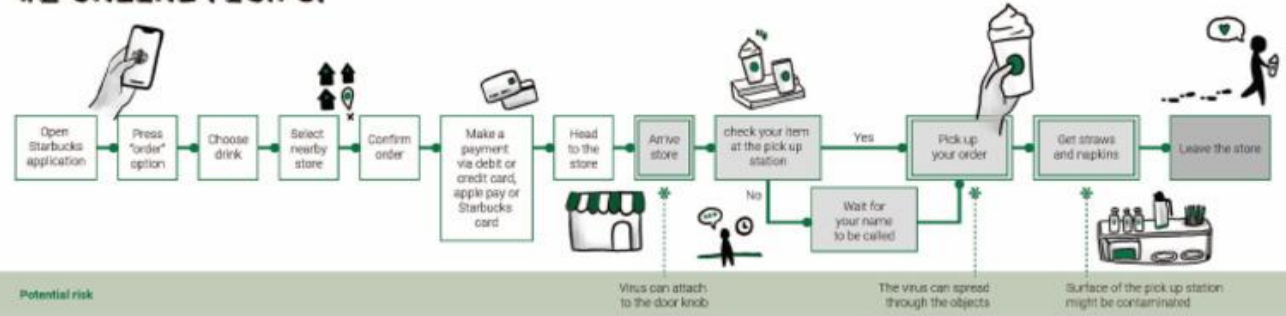 Open
Starbucks
application
Press
"order"
option
Choose
drink
Select
nearby
store
Confirm
order
Make a
payment
via debit or
credit card,
apple pay or
Starbucks
card
Head
to the
store
Arrive
store
check your item
at the pick up
station
Yes
No
Wait for
your name
to be called
Pick up
your order
Get straws
and napkins
Leave the store
Potential risk
Virus can attach
to the door knob
The virus can spread
through the objects
Surface of the pick up station
might be contaminated